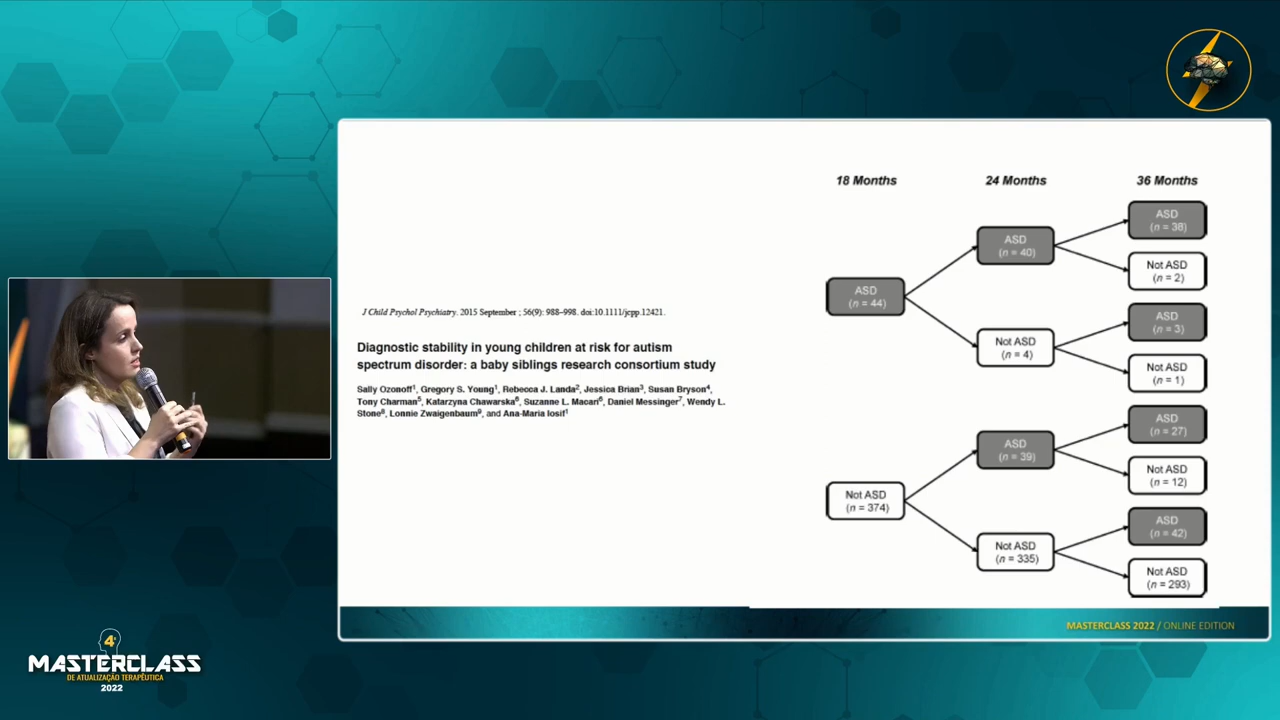 J Child Psychol Psychiatry. 2015 September ; 56(9): 988–998. doi:10.1111/jcpp.12421.
Diagnostic stability in young children at risk for autism
spectrum disorder: a baby siblings research consortium study
Sally Ozonoff1, Gregory S. Young1, Rebecca J. Landa2, Jessica Brian3, Susan Bryson4,
Tony Charman5, Katarzyna Chawarska6, Suzanne L. Macari6, Daniel Messinger7, Wendy L.
Stone8, Lonnie Zwaigenbaum9, and Ana-Maria Iosif1
18 Months
24 Months
36 Months
ASD
(n = 44)
Not ASD
(n = 374)
ASD
(n = 40)
Not ASD
(n = 4)
ASD
(n = 39)
Not ASD
(n = 335)
ASD
(n = 38)
Not ASD
(n = 2)
ASD
(n = 3)
Not ASD
(n = 1)
ASD
(n = 27)
Not ASD
(n = 12)
ASD
(n = 42)
Not ASD
(n = 293)
MASTERCLASS 2022 / ONLINE EDITION
4ª
MASTERCLASS
DE ATUALIZAÇÃO TERAPÊUTICA
2022